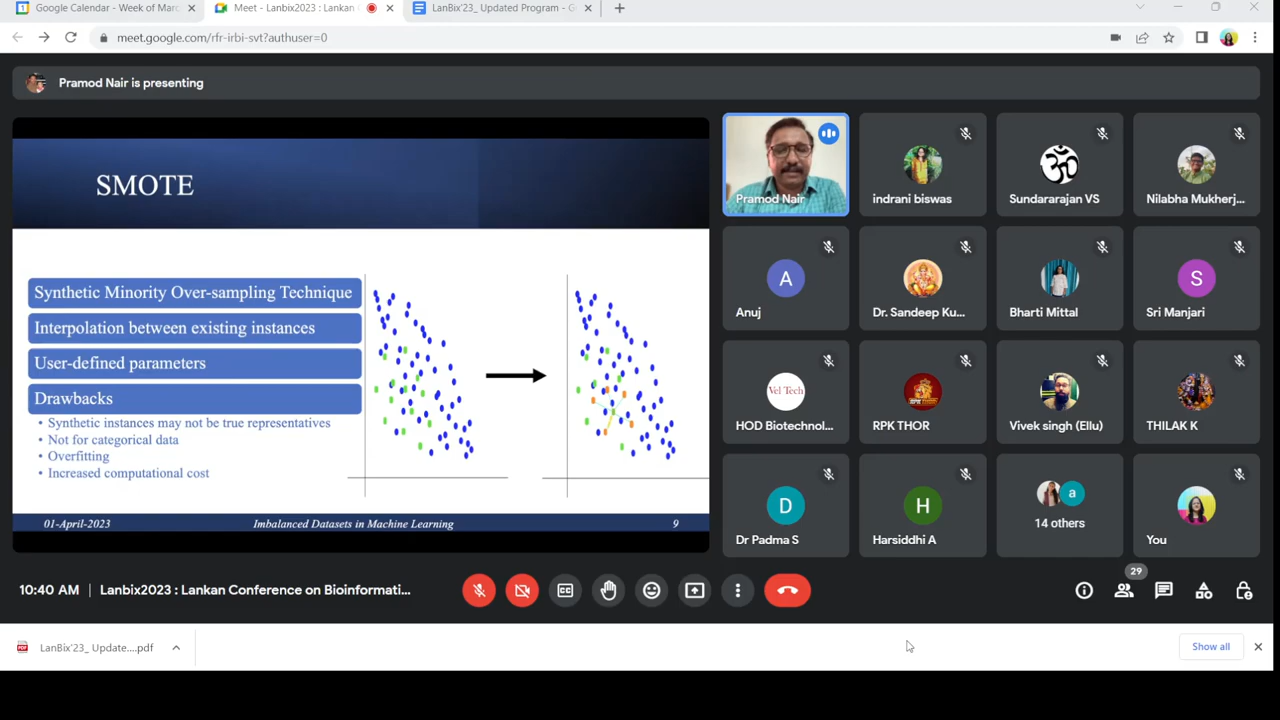 Google Calendar - Week of Marc
Meet - Lanbix2023 : Lankan C
LanBix'23_ Updated Program - G
meet.google.com/rfr-irbi-svt?authuser=0
Pramod Nair is presenting
SMOTE
Synthetic Minority Over-sampling Technique
Interpolation between existing instances
User-defined parameters
Drawbacks
• Synthetic instances may not be true representatives
• Not for categorical data
• Overfitting
• Increased computational cost
01-April-2023 Imbalanced Datasets in Machine Learning 9
Pramod Nair
indrani biswas
Sundararajan VS
Nilabha Mukherj...
A
Anuj
Dr. Sandeep Ku...
Bharti Mittal
S
Sri Manjari
Vel Tech
HOD Biotechnol...
RPK THOR
Vivek singh (Ellu)
THILAK K
D
Dr Padma S
H
Harsiddhi A
a
14 others
You
10:40 AM | Lanbix2023 : Lankan Conference on Bioinformati...
29
PDF
LanBix'23_ Update....pdf
Show all